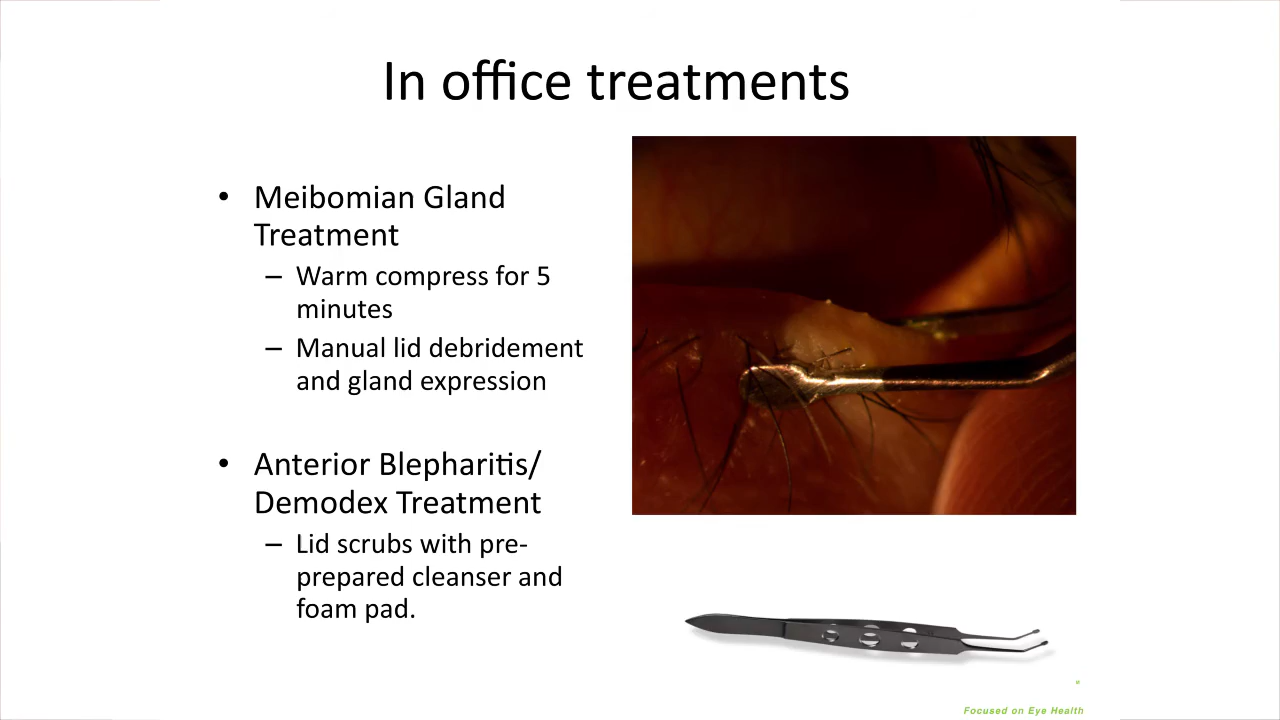 In office treatments
• Meibomian Gland
Treatment
– Warm compress for 5
minutes
– Manual lid debridement
and gland expression
• Anterior Blepharitis/
Demodex Treatment
– Lid scrubs with pre-
prepared cleanser and
foam pad.
Focused on Eye Health